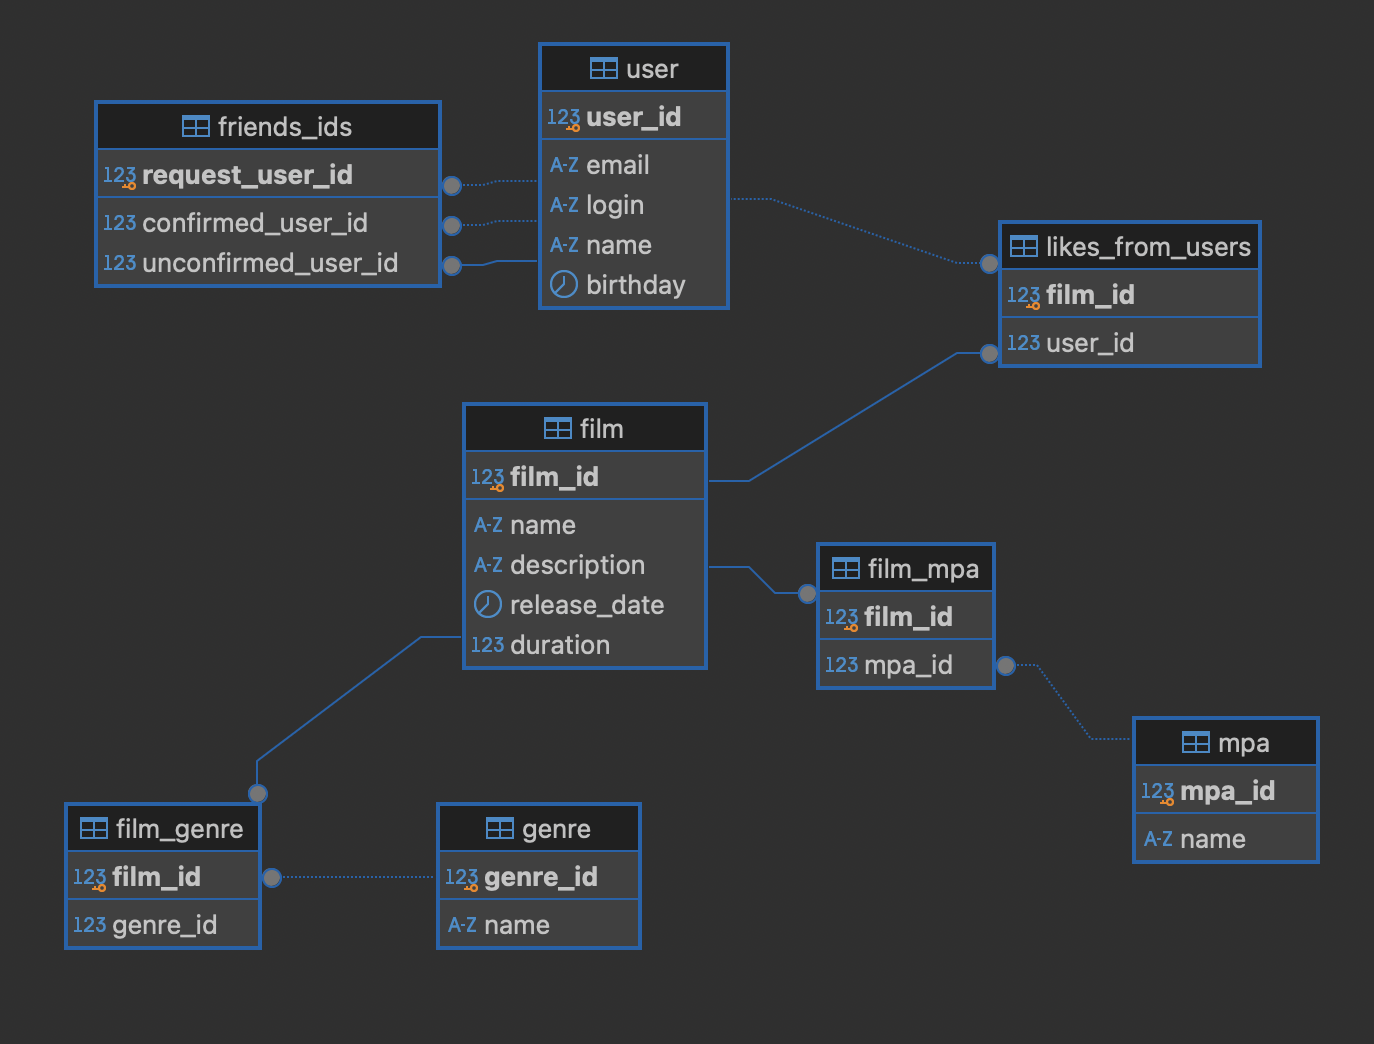 user
123 user_id
A-Z email
A-Z login
A-Z name
birthday
friends_ids
123 request_user_id
123 confirmed_user_id
123 unconfirmed_user_id
likes_from_users
123 film_id
123 user_id
film
123 film_id
A-Z name
A-Z description
release_date
123 duration
film_mpa
123 film_id
123 mpa_id
mpa
123 mpa_id
A-Z name
film_genre
123 film_id
123 genre_id
genre
123 genre_id
A-Z name